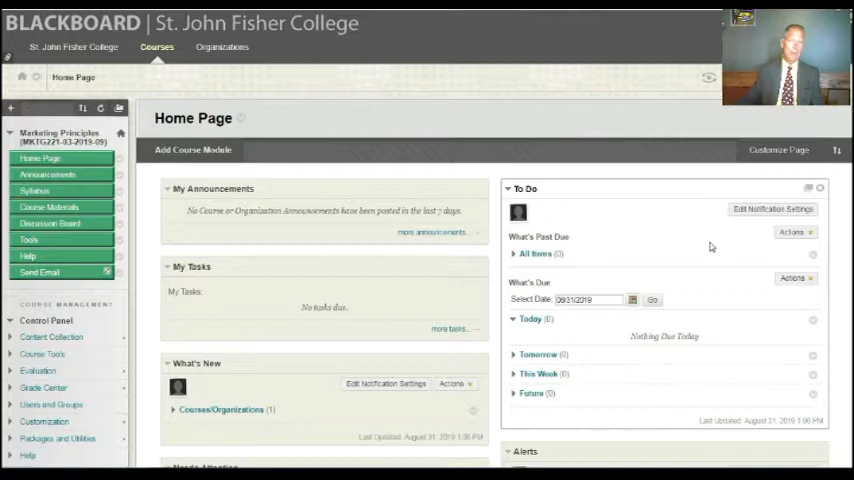 BLACKBOARD | St. John Fisher College
St. John Fisher College
Courses
Organizations
Home Page
Marketing Principles
(MKTG221-03-2019-09)
Home Page
Announcements
Syllabus
Course Materials
Discussion Board
Tools
Help
Send Email
COURSE MANAGEMENT
Control Panel
Content Collection
Course Tools
Evaluation
Grade Center
Users and Groups
Customization
Packages and Utilities
Help
Home Page
Add Course Module
Customize Page
My Announcements
No Course or Organization Announcements have been posted in the last 7 days.
more announcements...
My Tasks
My Tasks:
No tasks due.
more tasks...
What's New
Edit Notification Settings
Actions
Courses/Organizations (1)
Last Updated: August 31, 2019 1:06 PM
Needs Attention
To Do
Edit Notification Settings
What's Past Due
Actions
All Items (0)
What's Due
Actions
Select Date: 08/31/2019 Go
Today (0)
Nothing Due Today
Tomorrow (0)
This Week (0)
Future (0)
Last Updated: August 31, 2019 1:06 PM
Alerts